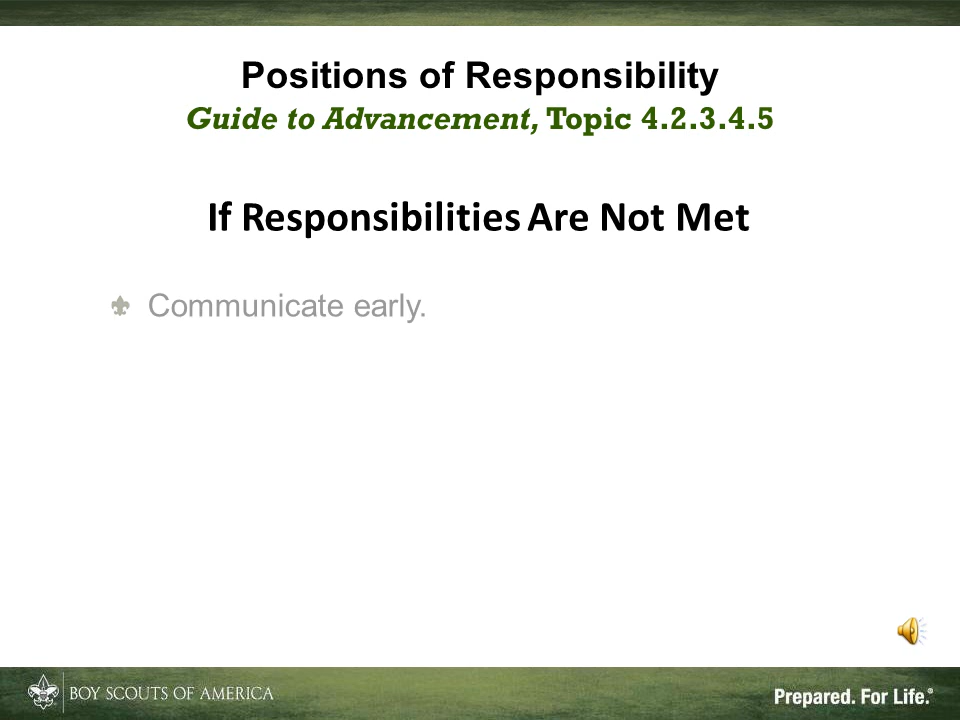 Positions of Responsibility
Guide to Advancement, Topic 4.2.3.4.5
If Responsibilities Are Not Met
Communicate early.
BOY SCOUTS OF AMERICA
Prepared. For Life.®